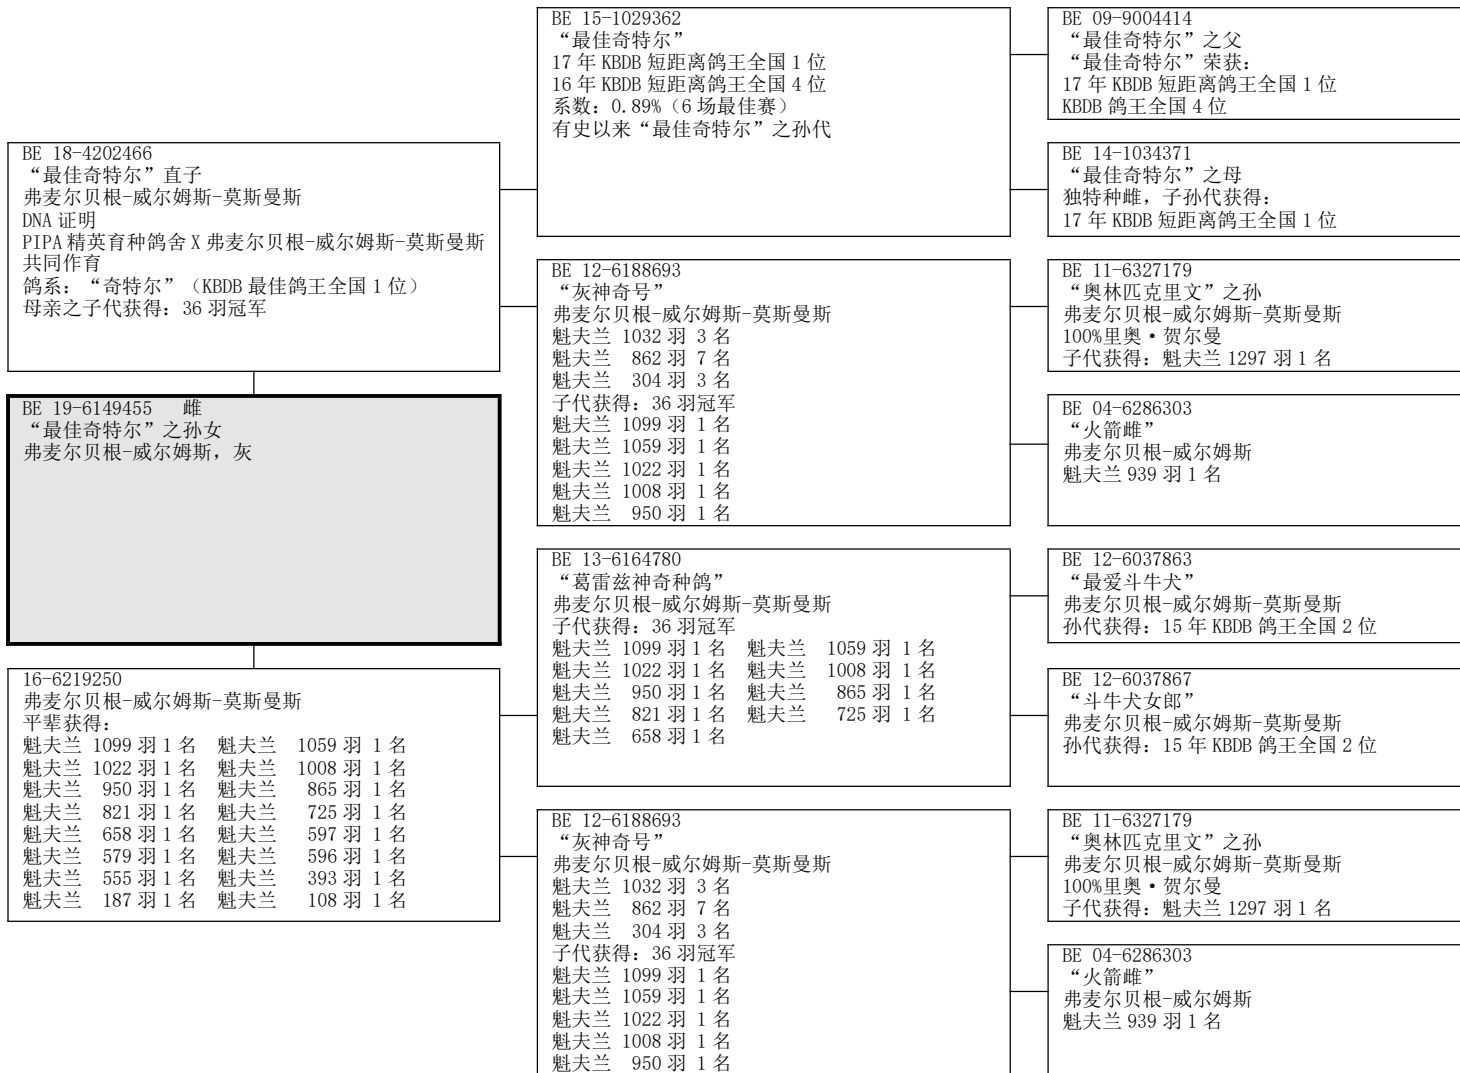 BE 18-4202466
“最佳奇特尔”直子
弗麦尔贝根-威尔姆斯-莫斯曼斯
DNA 证明
PIPA 精英育种鸽舍 X 弗麦尔贝根-威尔姆斯-莫斯曼斯
共同作育
鸽系：“奇特尔”（KBDB 最佳鸽王全国 1 位）
母亲之子代获得：36 羽冠军
BE 19-6149455 雌
“最佳奇特尔”之孙女
弗麦尔贝根-威尔姆斯，灰
16-6219250
弗麦尔贝根-威尔姆斯-莫斯曼斯
平辈获得：
魁夫兰 1099 羽 1 名 魁夫兰 1059 羽 1 名
魁夫兰 1022 羽 1 名 魁夫兰 1008 羽 1 名
魁夫兰 950 羽 1 名 魁夫兰 865 羽 1 名
魁夫兰 821 羽 1 名 魁夫兰 725 羽 1 名
魁夫兰 658 羽 1 名 魁夫兰 597 羽 1 名
魁夫兰 579 羽 1 名 魁夫兰 596 羽 1 名
魁夫兰 555 羽 1 名 魁夫兰 393 羽 1 名
魁夫兰 187 羽 1 名 魁夫兰 108 羽 1 名
BE 15-1029362
“最佳奇特尔”
17 年 KBDB 短距离鸽王全国 1 位
16 年 KBDB 短距离鸽王全国 4 位
系数：0.89%（6 场最佳赛）
有史以来“最佳奇特尔”之孙代
BE 12-6188693
“灰神奇号”
弗麦尔贝根-威尔姆斯-莫斯曼斯
魁夫兰 1032 羽 3 名
魁夫兰 862 羽 7 名
魁夫兰 304 羽 3 名
子代获得：36 羽冠军
魁夫兰 1099 羽 1 名
魁夫兰 1059 羽 1 名
魁夫兰 1022 羽 1 名
魁夫兰 1008 羽 1 名
魁夫兰 950 羽 1 名
BE 13-6164780
“葛雷兹神奇种鸽”
弗麦尔贝根-威尔姆斯-莫斯曼斯
子代获得：36 羽冠军
魁夫兰 1099 羽 1 名 魁夫兰 1059 羽 1 名
魁夫兰 1022 羽 1 名 魁夫兰 1008 羽 1 名
魁夫兰 950 羽 1 名 魁夫兰 865 羽 1 名
魁夫兰 821 羽 1 名 魁夫兰 725 羽 1 名
魁夫兰 658 羽 1 名
BE 12-6188693
“灰神奇号”
弗麦尔贝根-威尔姆斯-莫斯曼斯
魁夫兰 1032 羽 3 名
魁夫兰 862 羽 7 名
魁夫兰 304 羽 3 名
子代获得：36 羽冠军
魁夫兰 1099 羽 1 名
魁夫兰 1059 羽 1 名
魁夫兰 1022 羽 1 名
魁夫兰 1008 羽 1 名
魁夫兰 950 羽 1 名
BE 09-9004414
“最佳奇特尔”之父
“最佳奇特尔”荣获：
17 年 KBDB 短距离鸽王全国 1 位
KBDB 鸽王全国 4 位
BE 14-1034371
“最佳奇特尔”之母
独特种雌，子孙代获得：
17 年 KBDB 短距离鸽王全国 1 位
BE 11-6327179
“奥林匹克里文”之孙
弗麦尔贝根-威尔姆斯-莫斯曼斯
100%里奥·贺尔曼
子代获得：魁夫兰 1297 羽 1 名
BE 04-6286303
“火箭雌”
弗麦尔贝根-威尔姆斯
魁夫兰 939 羽 1 名
BE 12-6037863
“最爱斗牛犬”
弗麦尔贝根-威尔姆斯-莫斯曼斯
孙代获得：15 年 KBDB 鸽王全国 2 位
BE 12-6037867
“斗牛犬女郎”
弗麦尔贝根-威尔姆斯-莫斯曼斯
孙代获得：15 年 KBDB 鸽王全国 2 位
BE 11-6327179
“奥林匹克里文”之孙
弗麦尔贝根-威尔姆斯-莫斯曼斯
100%里奥·贺尔曼
子代获得：魁夫兰 1297 羽 1 名
BE 04-6286303
“火箭雌”
弗麦尔贝根-威尔姆斯
魁夫兰 939 羽 1 名